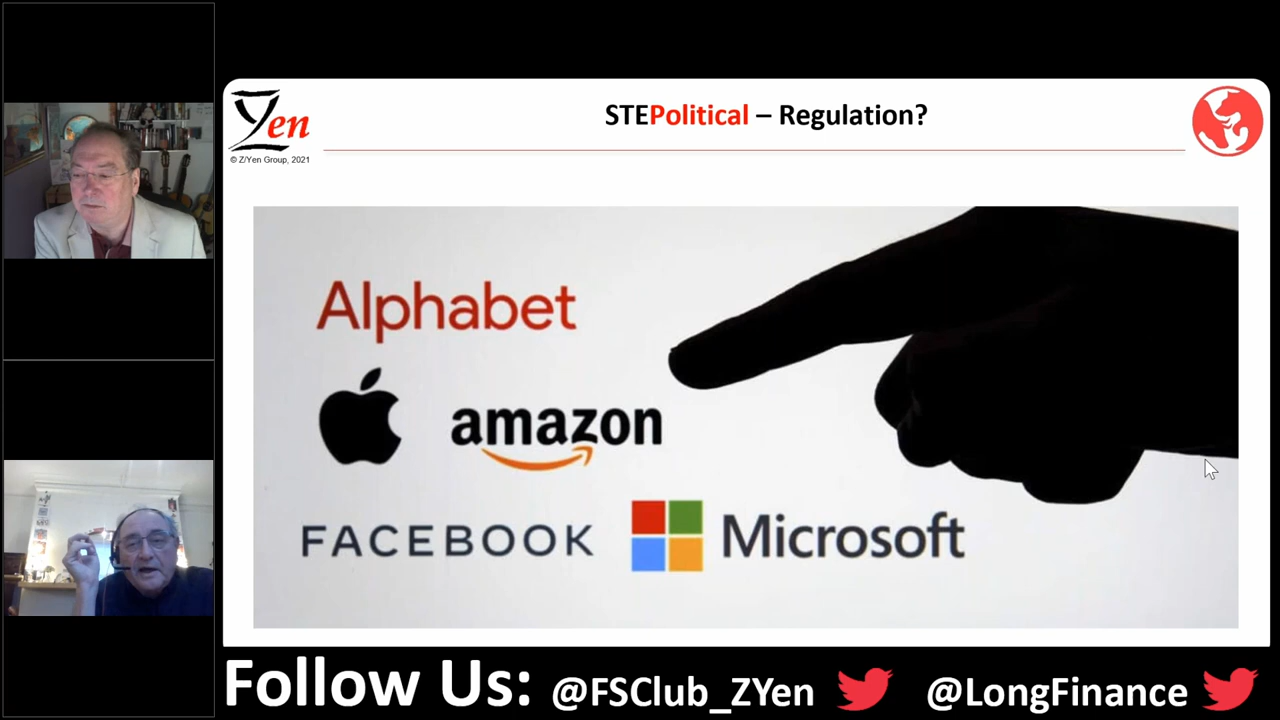 Zen
© Z/Yen Group, 2021
STEPolitical – Regulation?
Alphabet
amazon
FACEBOOK
Microsoft
Follow Us: @FSClub_ZYen @LongFinance